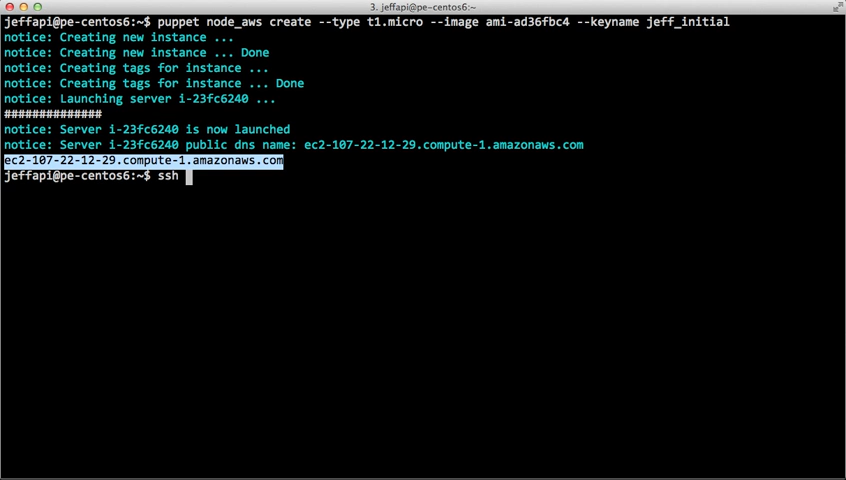 3. jeffapi@pe-centos6:~
jeffapi@pe-centos6:~$ puppet node_aws create --type t1.micro --image ami-ad36fbc4 --keyname jeff_initial
notice: Creating new instance ...
notice: Creating new instance ... Done
notice: Creating tags for instance ...
notice: Creating tags for instance ... Done
notice: Launching server i-23fc6240 ...
##############
notice: Server i-23fc6240 is now launched
notice: Server i-23fc6240 public dns name: ec2-107-22-12-29.compute-1.amazonaws.com
ec2-107-22-12-29.compute-1.amazonaws.com
jeffapi@pe-centos6:~$ ssh